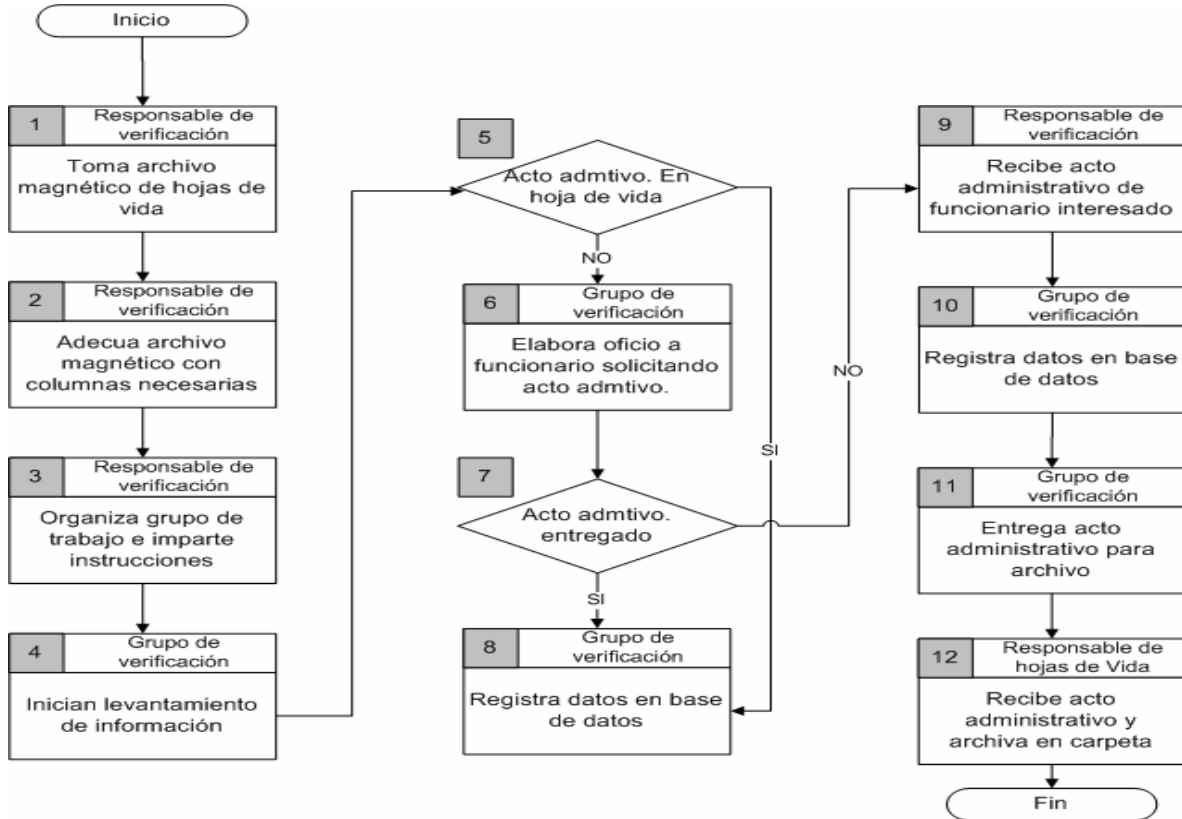 Inicio
1
Responsable de
verificación
Toma archivo
magnético de hojas de
vida
2
Responsable de
verificación
Adecua archivo
magnético con
columnas necesarias
3
Responsable de
verificación
Organiza grupo de
trabajo e imparte
instrucciones
4
Grupo de
verificación
Inician levantamiento
de información
5
Acto admtivo. En
hoja de vida
NO
SI
6
Grupo de
verificación
Elabora oficio a
funcionario solicitando
acto admtivo.
7
Acto admtivo.
entregado
NO
SI
8
Grupo de
verificación
Registra datos en base
de datos
9
Responsable de
verificación
Recibe acto
administrativo de
funcionario interesado
10
Grupo de
verificación
Registra datos en base
de datos
11
Grupo de
verificación
Entrega acto
administrativo para
archivo
12
Responsable de
hojas de Vida
Recibe acto
administrativo y
archiva en carpeta
Fin